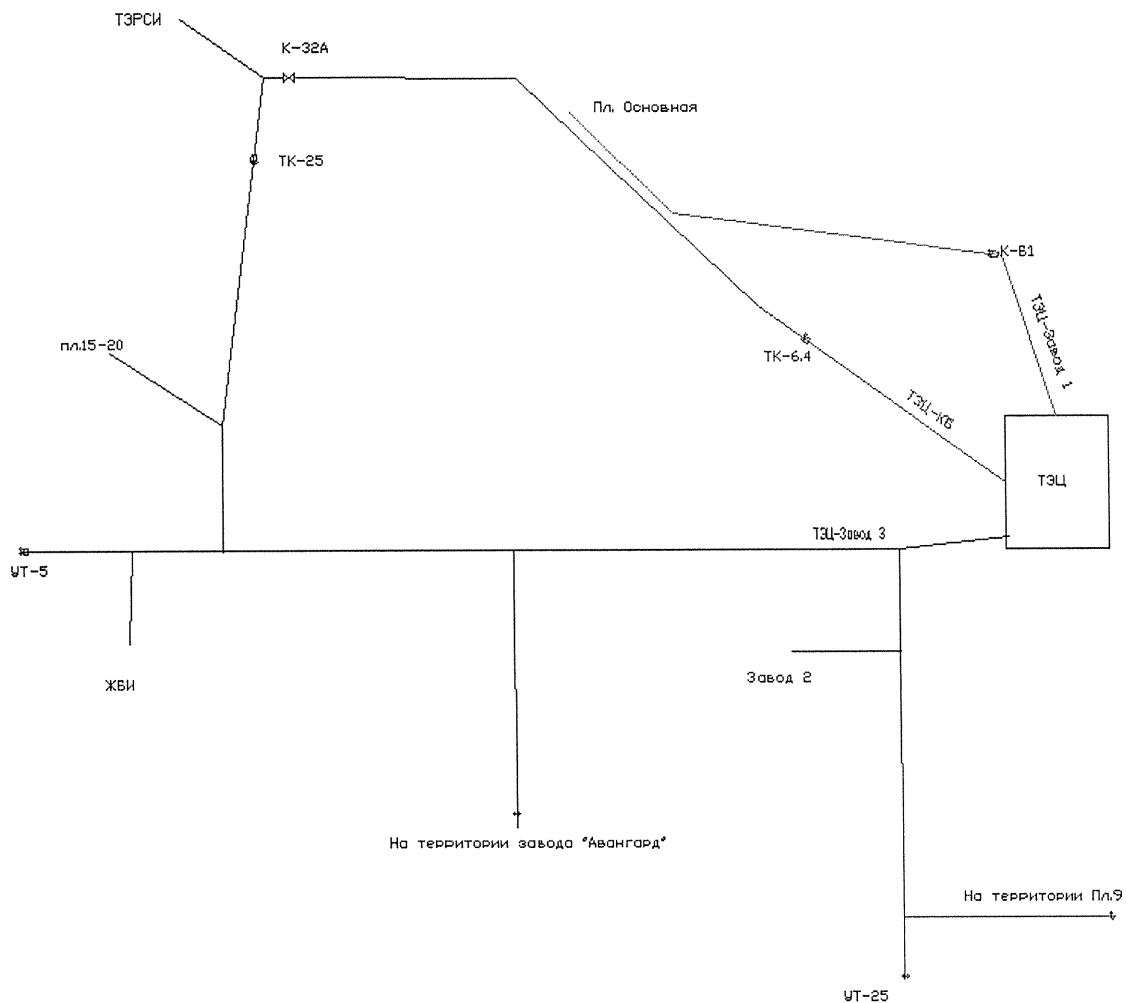 ТЭРСИ
К-32А
Пл. Основная
ТК-25
К-В1
ТЭЦ-Завод 1
пл.15-20
ТК-6.4
ТЭЦ-КБ
ТЭЦ
ТЭЦ-Завод 3
УТ-5
ЖБИ
Завод 2
На территории завода "Авангард"
На территории Пл.9
УТ-25